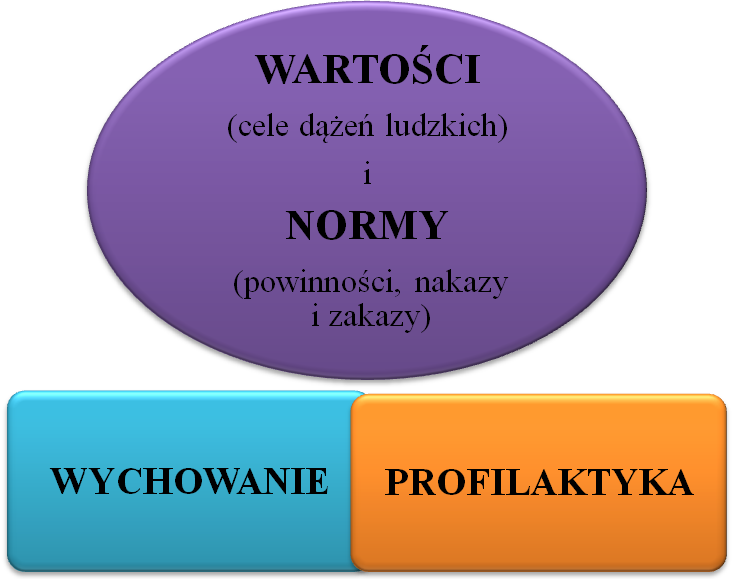 WARTOŚCI
(cele dążeń ludzkich)
i
NORMY
(powinności, nakazy
i zakazy)
WYCHOWANIE
PROFILAKTYKA